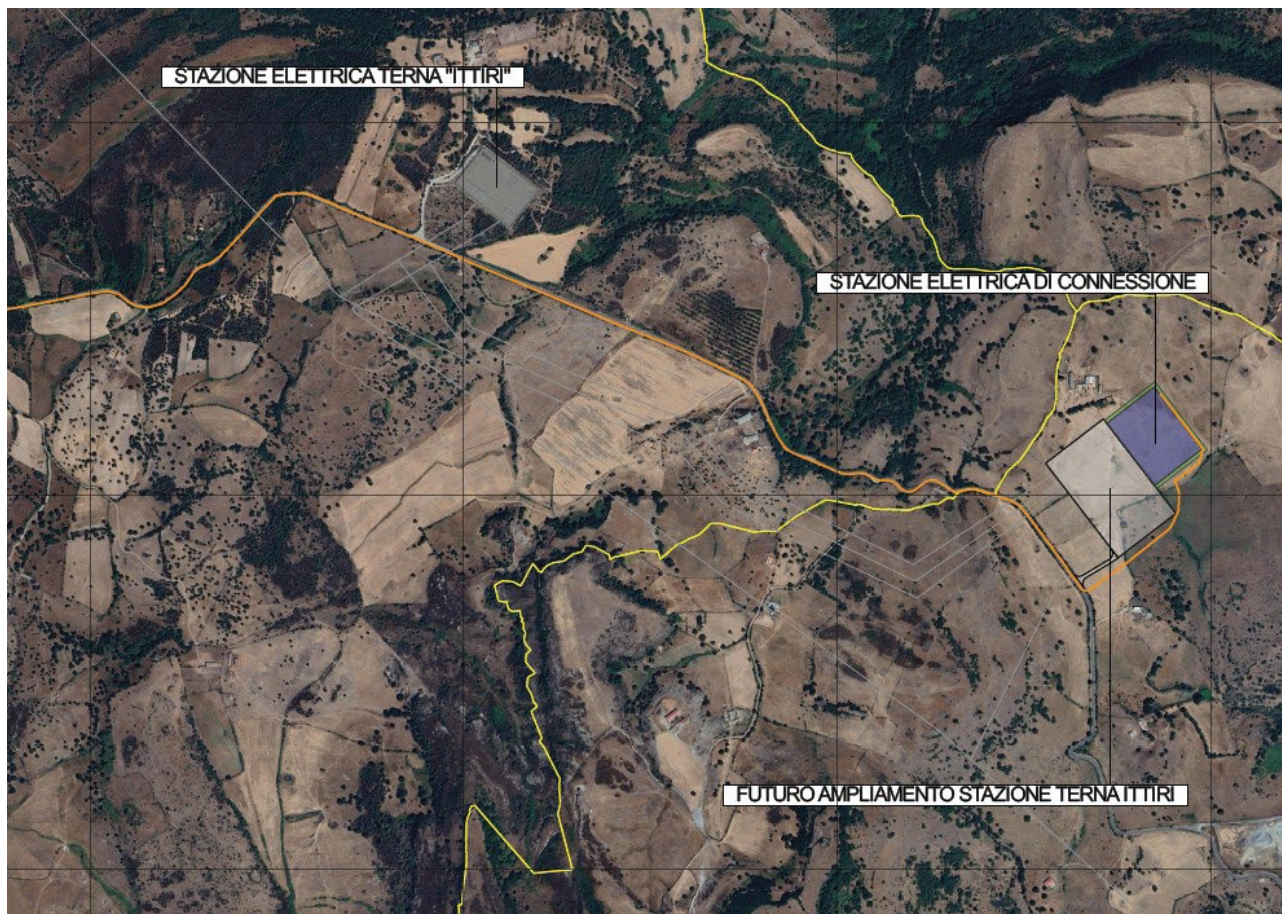 STAZIONE ELETTRICA TERNA "ITTIRI"
STAZIONE ELETTRICA DI CONNESSIONE
FUTURO AMPLIAMENTO STAZIONE TERNA ITTIRI